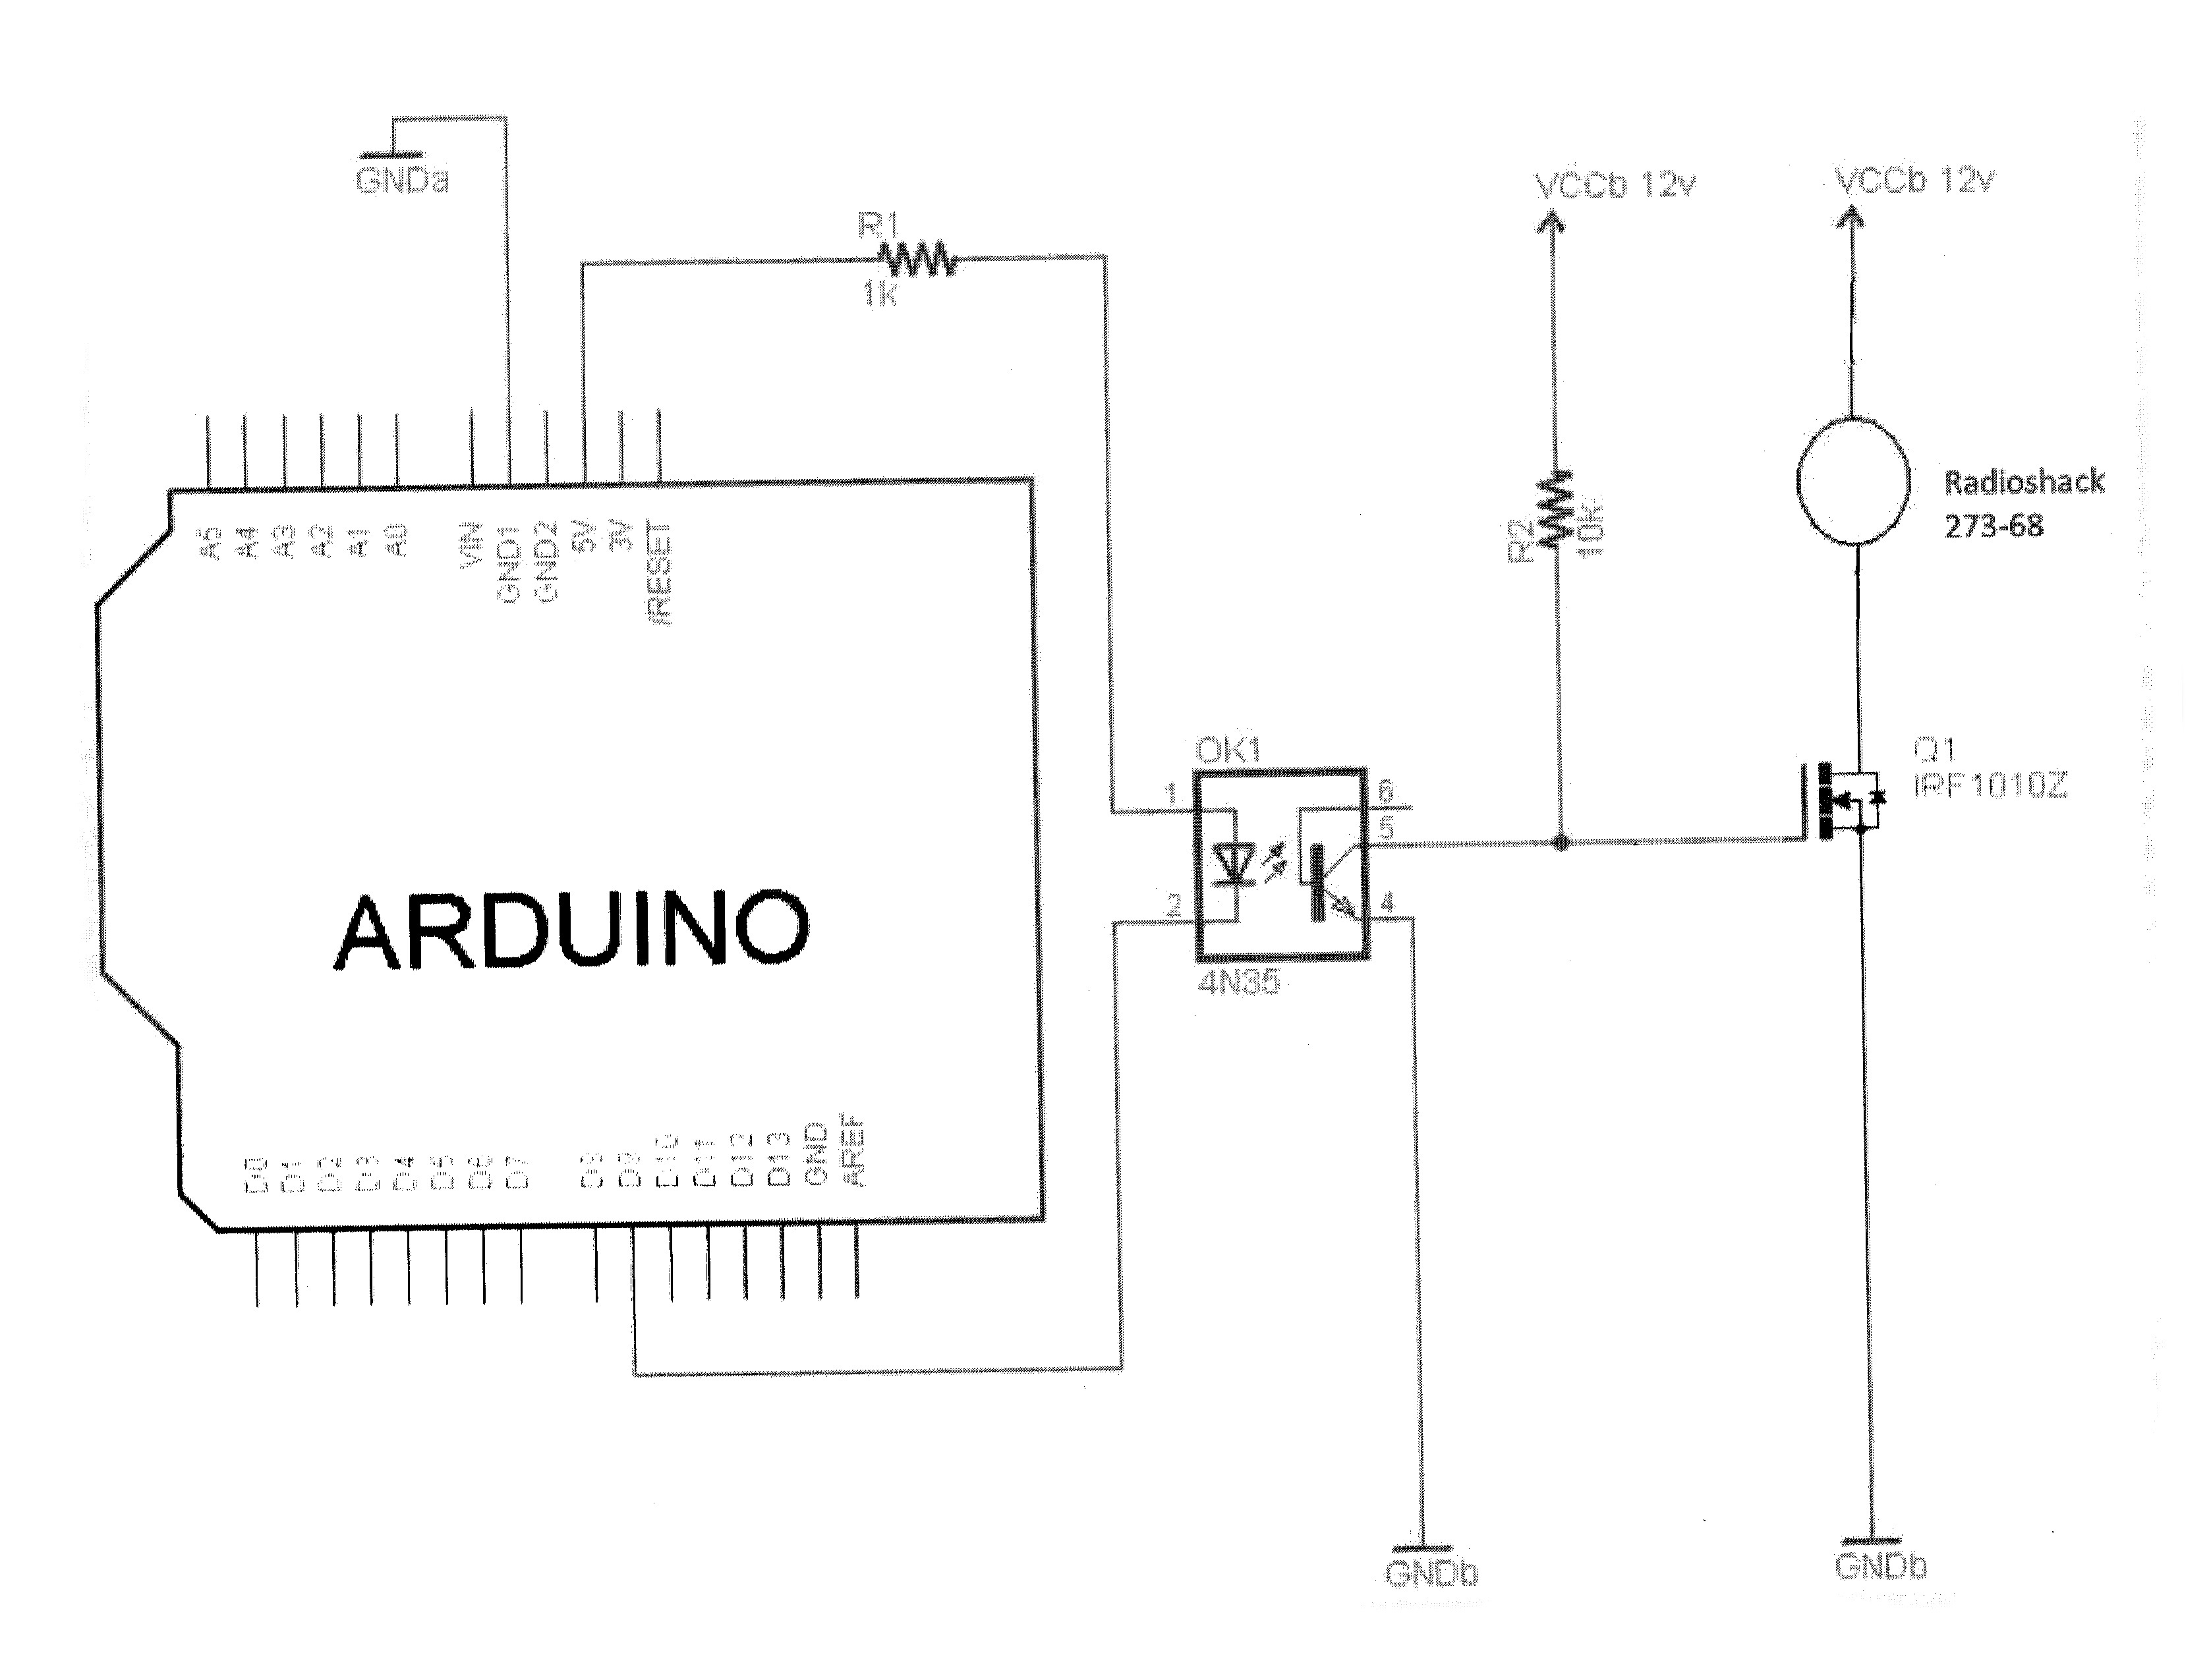 GNDa
R1
1k
VCCb 12v
VCCb 12v
A5
A4
A3
A2
A1
A0
VIN
GND1
GND2
5V
3V
/RESET
R2
10k
Radioshack
273-68
OK1
1
2
6
5
4
4N35
Q1
IRF1010Z
ARDUINO
D0
D1
D2
D3
D4
D5
D6
D7
D9
D10
D11
D12
D13
GND
AREF
GNDb
GNDb